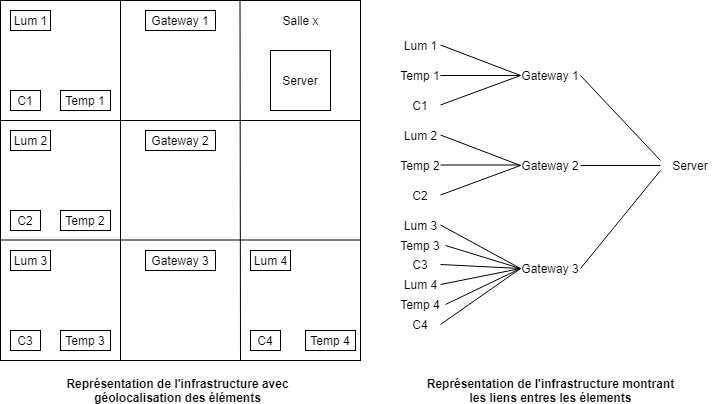 Lum 1
Gateway 1
Salle x
Server
C1
Temp 1
Lum 2
Gateway 2
C2
Temp 2
Lum 3
Gateway 3
Lum 4
C3
Temp 3
C4
Temp 4
Représentation de l'infrastructure avec
géolocalisation des éléments
Lum 1
Temp 1
Gateway 1
C1
Lum 2
Temp 2
Gateway 2
Server
C2
Lum 3
Temp 3
C3
Gateway 3
Lum 4
Temp 4
C4
Représentation de l'infrastructure montrant
les liens entres les élements